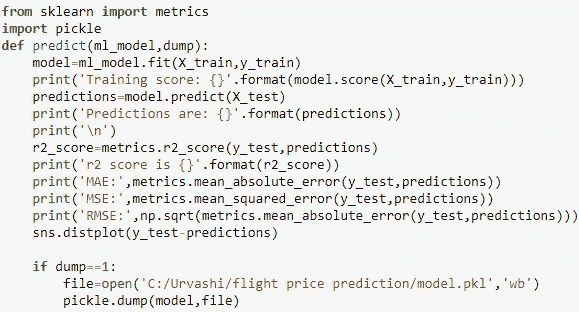 from sklearn import metrics
import pickle
def predict(ml_model,dump):
    model=ml_model.fit(X_train,y_train)
    print('Training score: {}'.format(model.score(X_train,y_train)))
    predictions=model.predict(X_test)
    print('Predictions are: {}'.format(predictions))
    print('\n')
    r2_score=metrics.r2_score(y_test,predictions)
    print('r2 score is {}'.format(r2_score))
    print('MAE:',metrics.mean_absolute_error(y_test,predictions))
    print('MSE:',metrics.mean_squared_error(y_test,predictions))
    print('RMSE:',np.sqrt(metrics.mean_absolute_error(y_test,predictions)))
    sns.distplot(y_test-predictions)

    if dump==1:
        file=open('C:/Urvashi/flight price prediction/model.pkl','wb')
        pickle.dump(model,file)